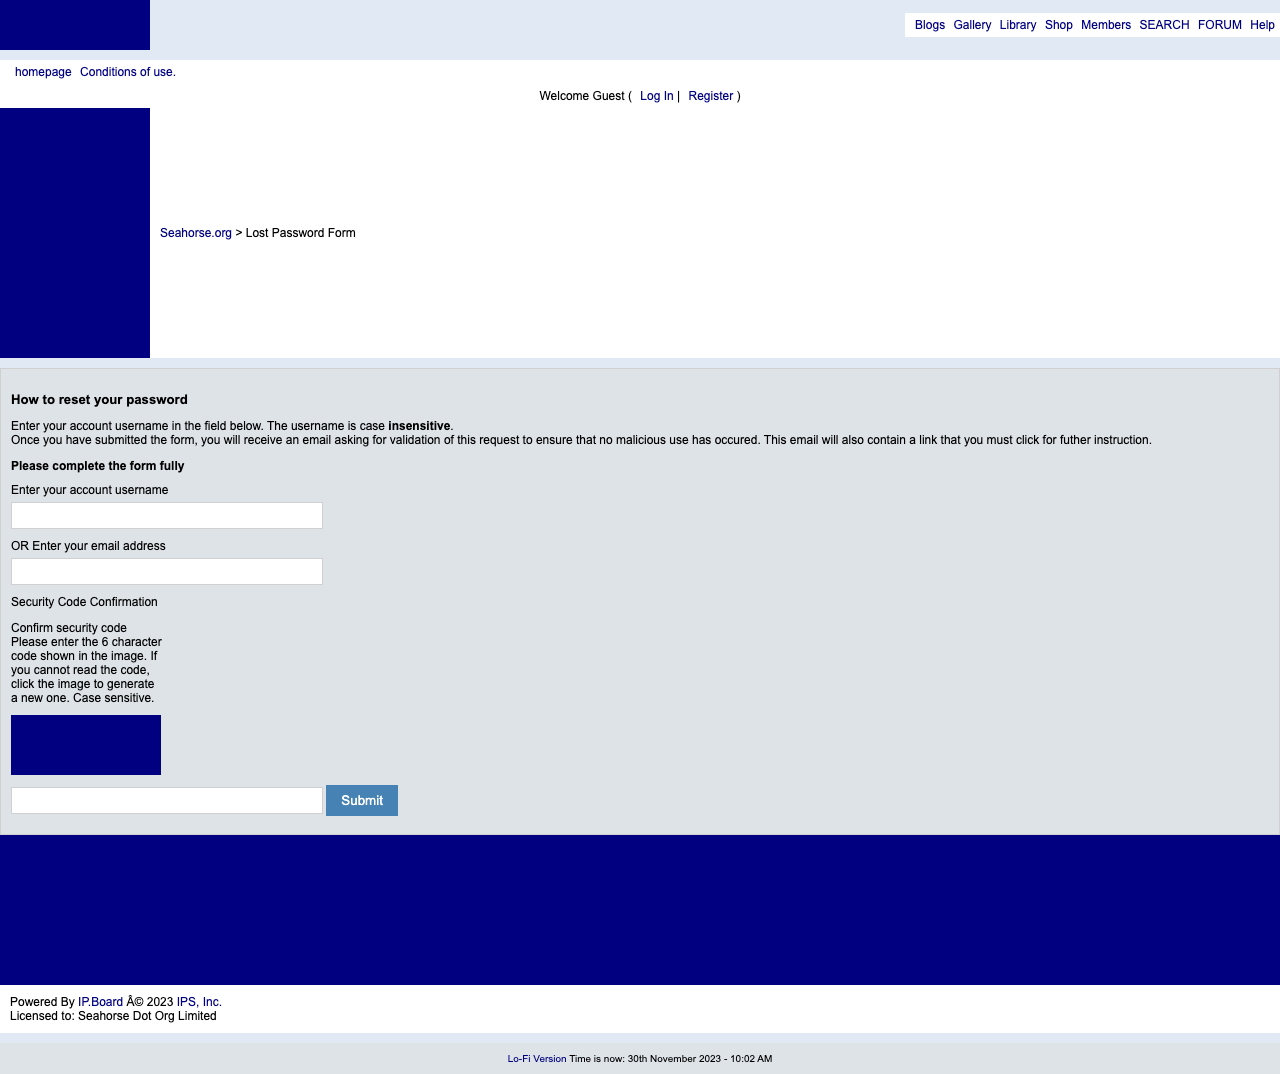 Blogs Gallery Library Shop Members SEARCH FORUM Help
homepage Conditions of use.
Welcome Guest ( Log In | Register )
Seahorse.org > Lost Password Form
How to reset your password
Enter your account username in the field below. The username is case insensitive.
Once you have submitted the form, you will receive an email asking for validation of this request to ensure that no malicious use has occured. This email will also contain a link that you must click for futher instruction.
Please complete the form fully
Enter your account username
OR Enter your email address
Security Code Confirmation
Confirm security code
Please enter the 6 character
code shown in the image. If
you cannot read the code,
click the image to generate
a new one. Case sensitive.
Submit
Powered By IP.Board Â© 2023 IPS, Inc.
Licensed to: Seahorse Dot Org Limited
Lo-Fi Version Time is now: 30th November 2023 - 10:02 AM